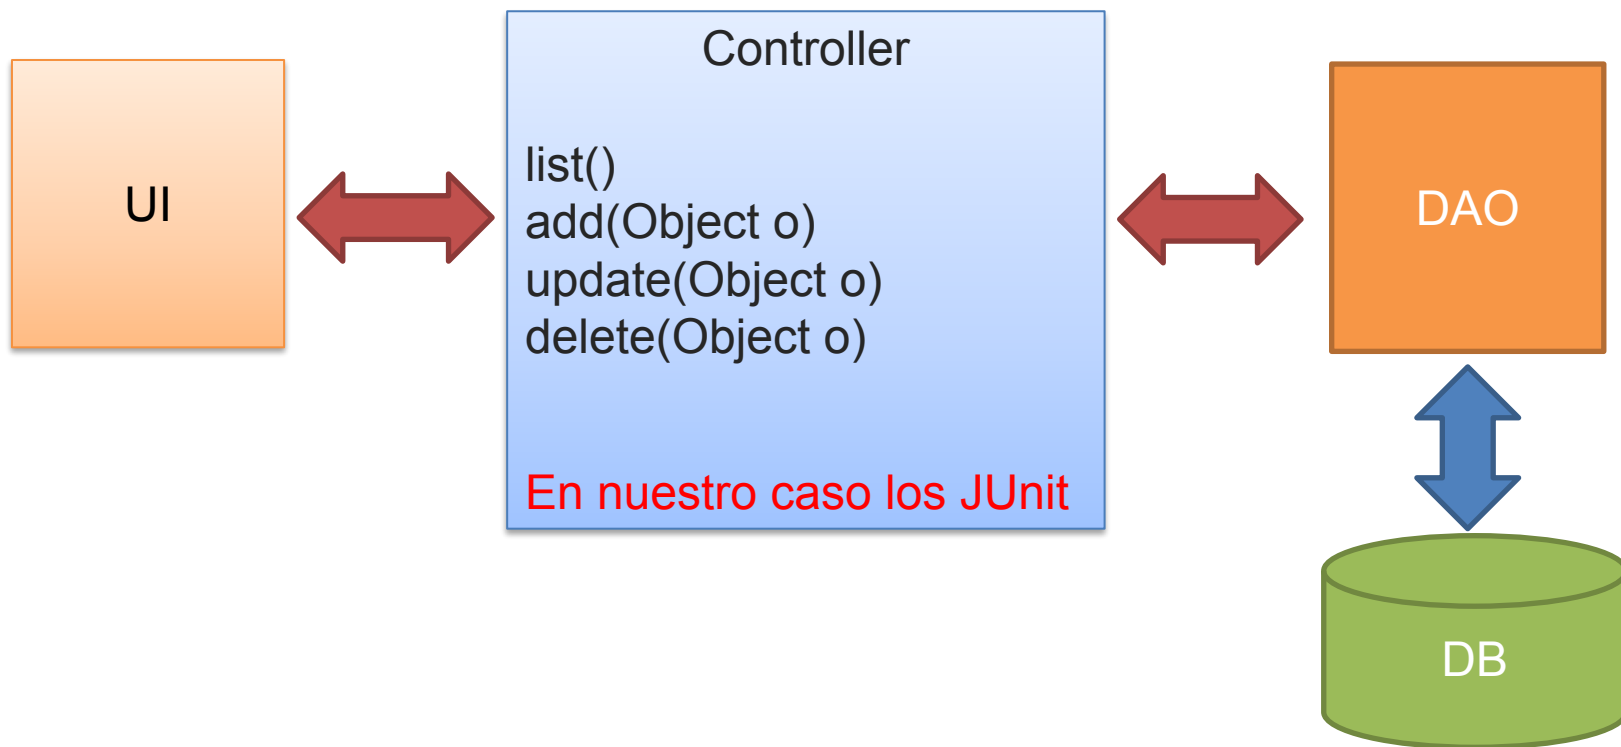 UI
Controller
list()
add(Object o)
update(Object o)
delete(Object o)
En nuestro caso los JUnit
DAO
DB